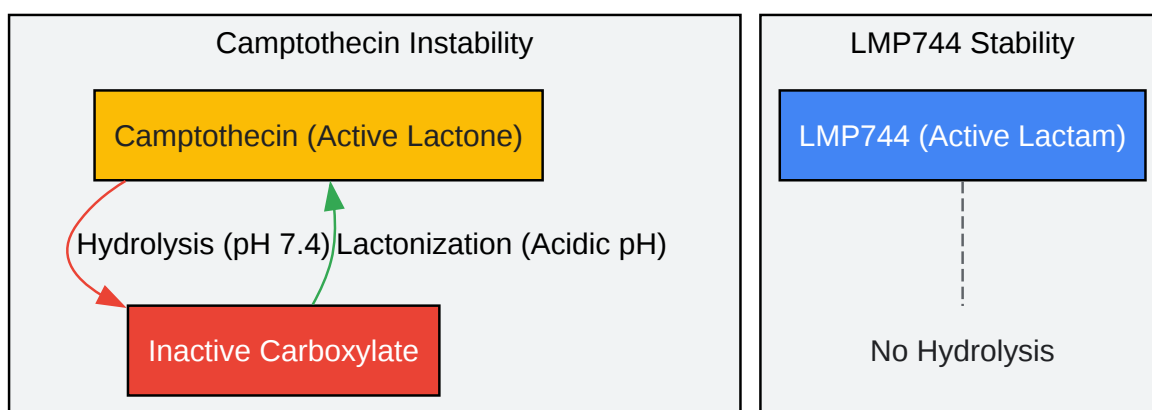 Camptothecin Instability
Camptothecin (Active Lactone)
Hydrolysis (pH 7.4)
Lactonization (Acidic pH)
Inactive Carboxylate
LMP744 Stability
LMP744 (Active Lactam)
No Hydrolysis